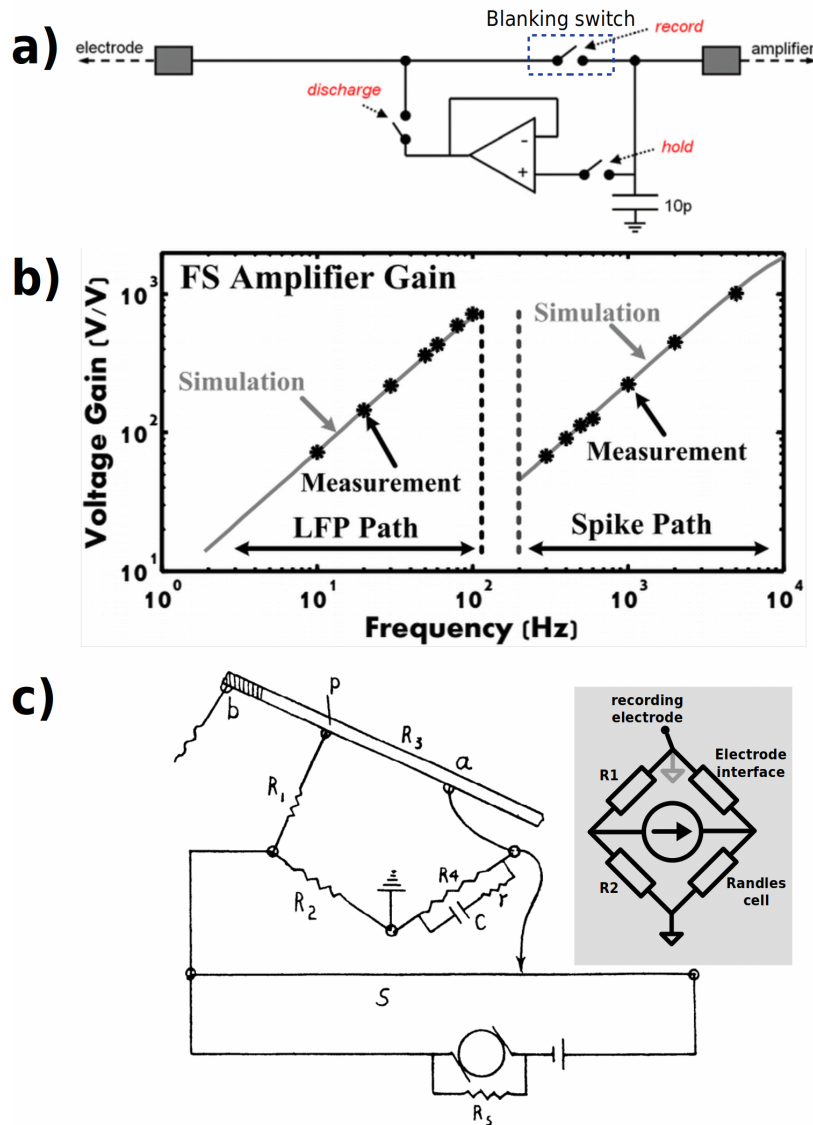 a)
electrode
Blanking switch
record
amplifier
discharge
-
+
hold
10p
b)
FS Amplifier Gain
Voltage Gain (V/V)
10³
10²
10¹
Simulation
Measurement
LFP Path
Simulation
Measurement
Spike Path
10⁰
10¹
10²
10³
10⁴
Frequency (Hz)
c)
b
p
R3
a
R1
R2
R4
C
r
S
R5
recording
electrode
R1
Electrode
interface
R2
Randles
cell